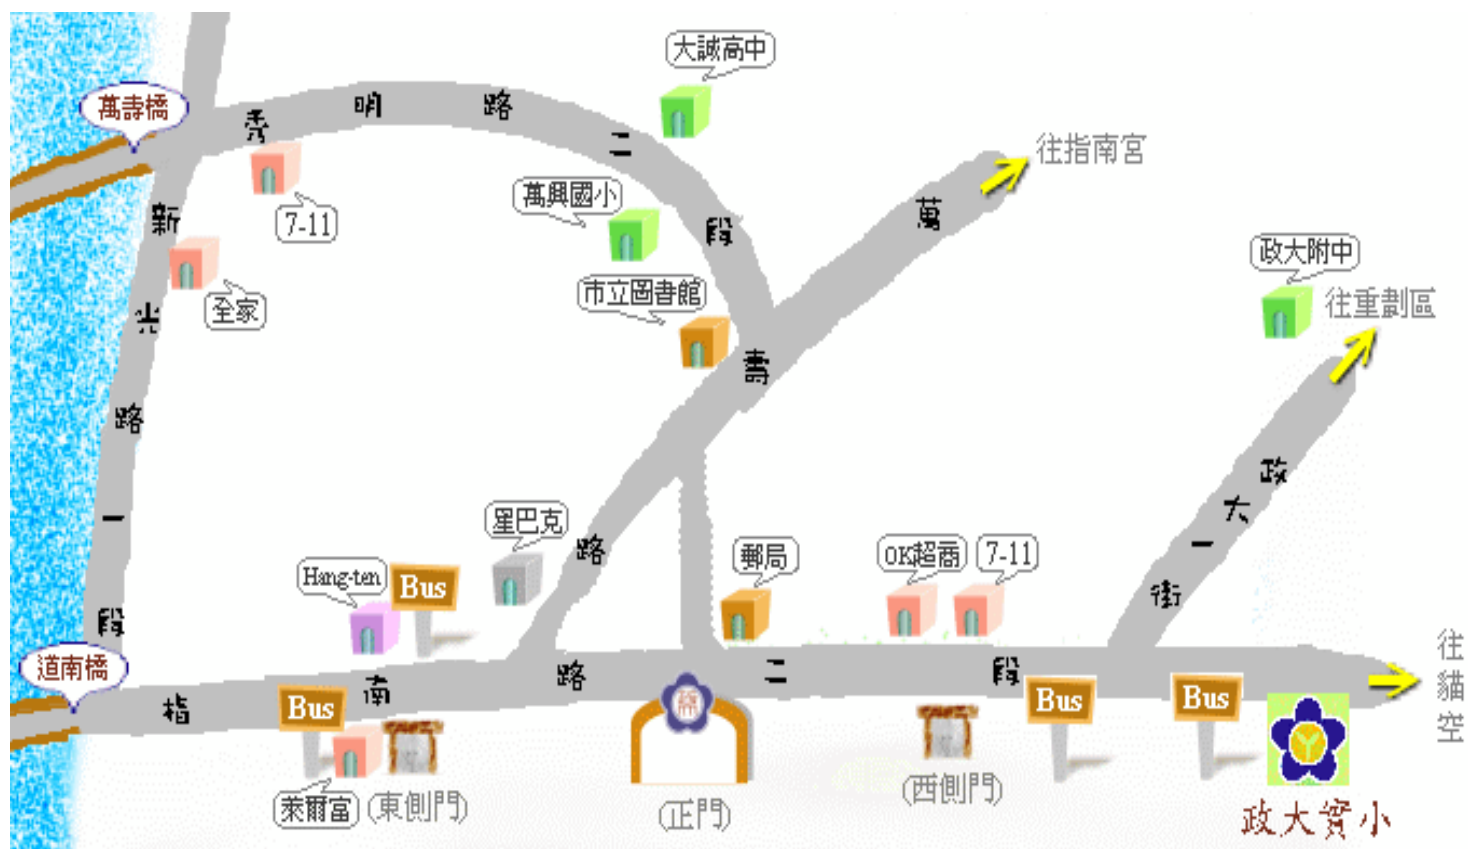 大誠高中
萬壽橋
秀明路二段
往指南宮
萬興國小
7-11
新光路一段
萬壽路
政大附中
市立圖書館
全家
往重劃區
政大一街
星巴克
Hang-ten
Bus
郵局
OK超商
7-11
道南橋
往貓空
指南路二段
Bus
Bus
Bus
萊爾富
(東側門)
(正門)
(西側門)
政大實小